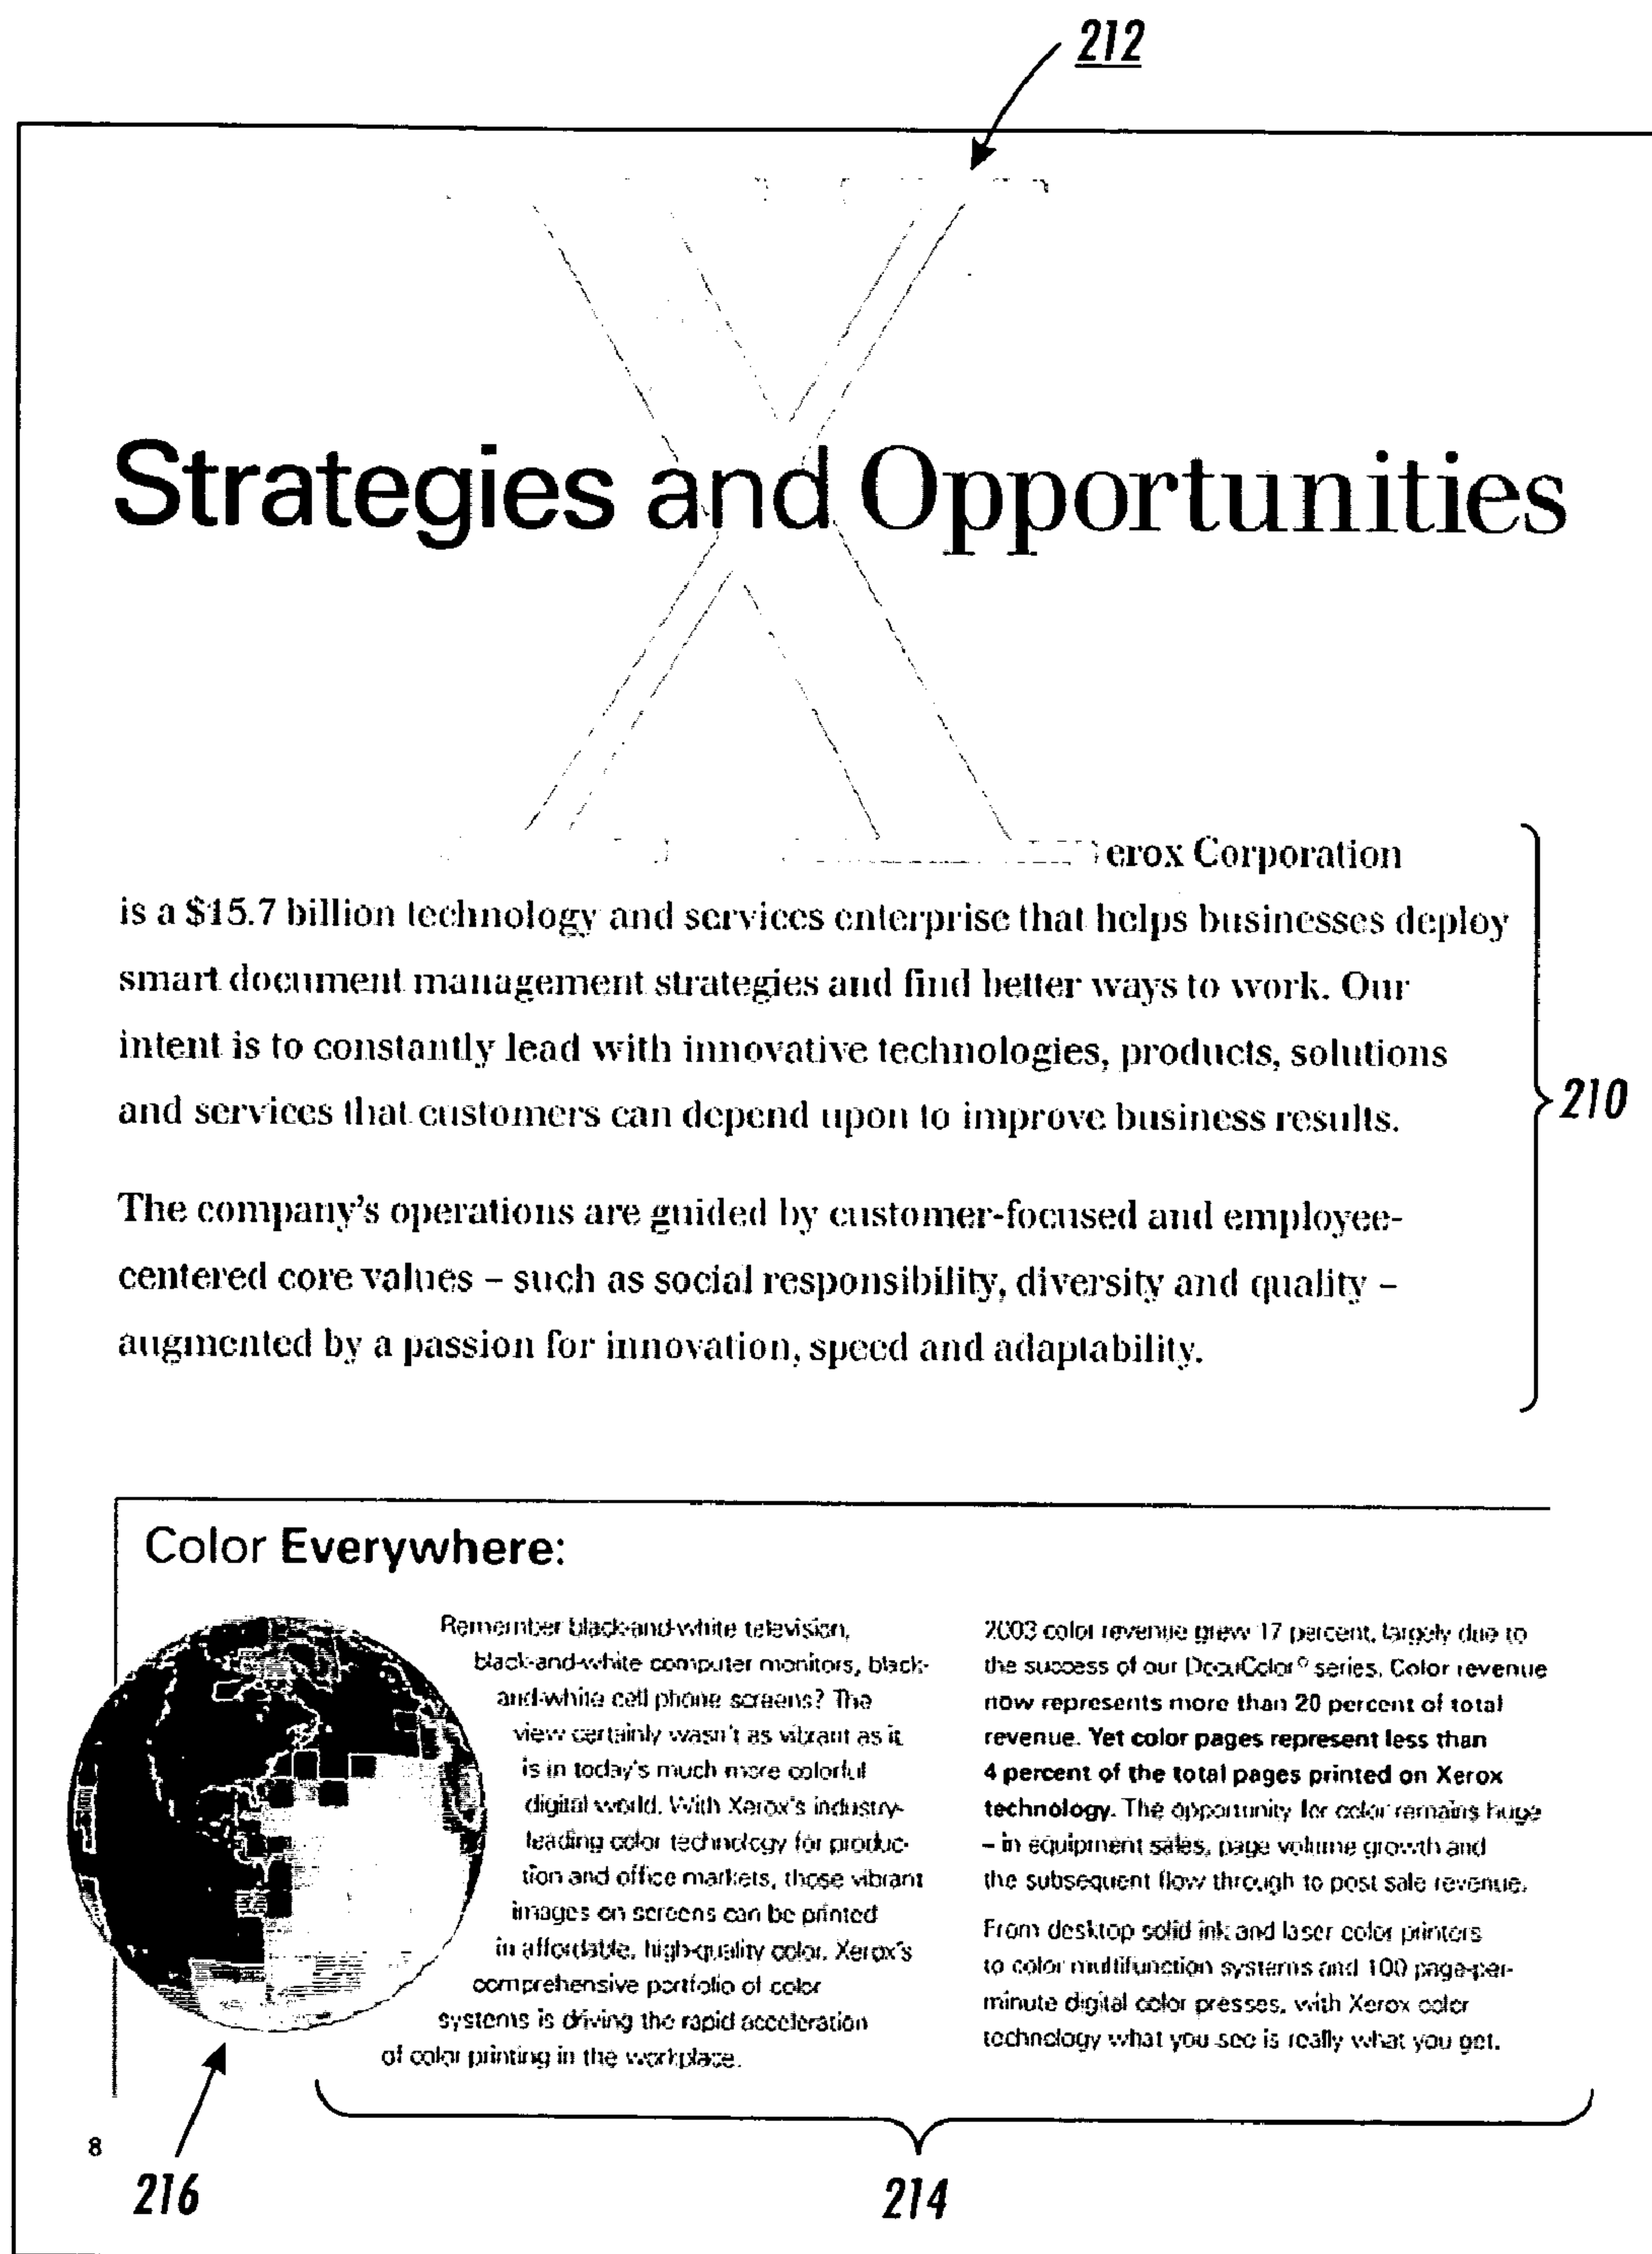 212
X
Strategies and Opportunities
erox Corporation
is a $15.7 billion technology and services enterprise that helps businesses deploy
smart document management strategies and find better ways to work. Our
intent is to constantly lead with innovative technologies, products, solutions
and services that customers can depend upon to improve business results.
210
The company's operations are guided by customer-focused and employee-
centered core values – such as social responsibility, diversity and quality –
augmented by a passion for innovation, speed and adaptability.
Color Everywhere:
Remember black-and-white television,
black-and-white computer monitors, black-
and-white cell phone screens? The
view certainly wasn't as vibrant as it
is in today's much more colorful
digital world. With Xerox's industry-
leading color technology for produc-
tion and office markets, those vibrant
images on screens can be printed
in affordable, high-quality color. Xerox's
comprehensive portfolio of color
systems is driving the rapid acceleration
of color printing in the workplace.
2003 color revenue grew 17 percent, largely due to
the success of our DocuColor® series. Color revenue
now represents more than 20 percent of total
revenue. Yet color pages represent less than
4 percent of the total pages printed on Xerox
technology. The opportunity for color remains huge
– in equipment sales, page volume growth and
the subsequent flow through to post sale revenue.
From desktop solid ink and laser color printers
to color multifunction systems and 100 page-per-
minute digital color presses, with Xerox color
technology what you see is really what you get.
8
216
214